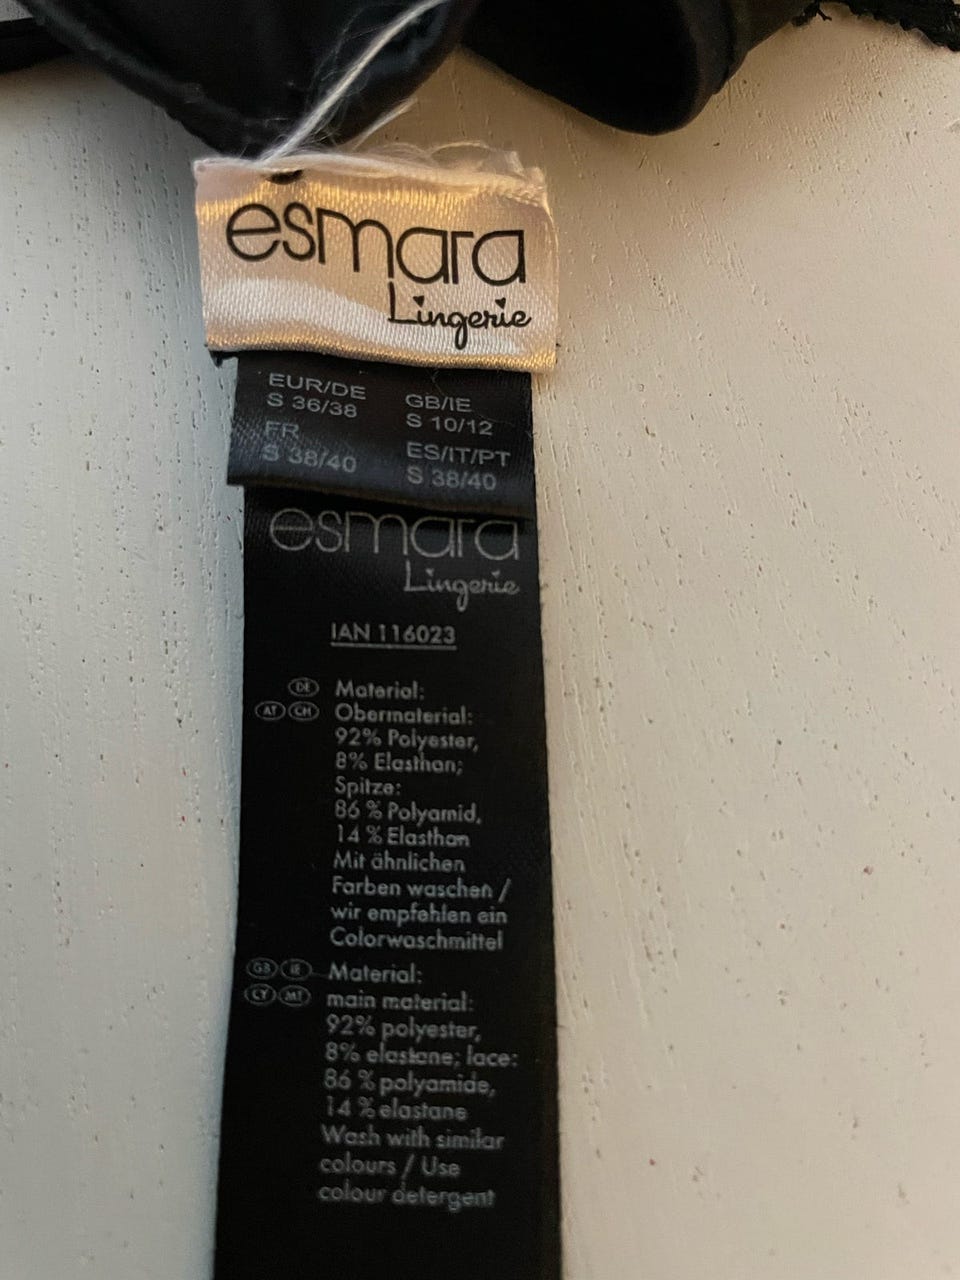 esmara
Lingerie
EUR/DE
S 36/38
GB/IE
S 10/12
FR
S 38/40
ES/IT/PT
S 38/40
esmara
Lingerie
IAN 116023
DE
AT CH
Material:
Obermaterial:
92% Polyester,
8% Elasthan;
Spitze:
86 % Polyamid,
14 % Elasthan
Mit ähnlichen
Farben waschen /
wir empfehlen ein
Colorwaschmittel
GB IE
CY MT
Material:
main material:
92% polyester,
8% elastane; lace:
86 % polyamide,
14 % elastane
Wash with similar
colours / Use
colour detergent